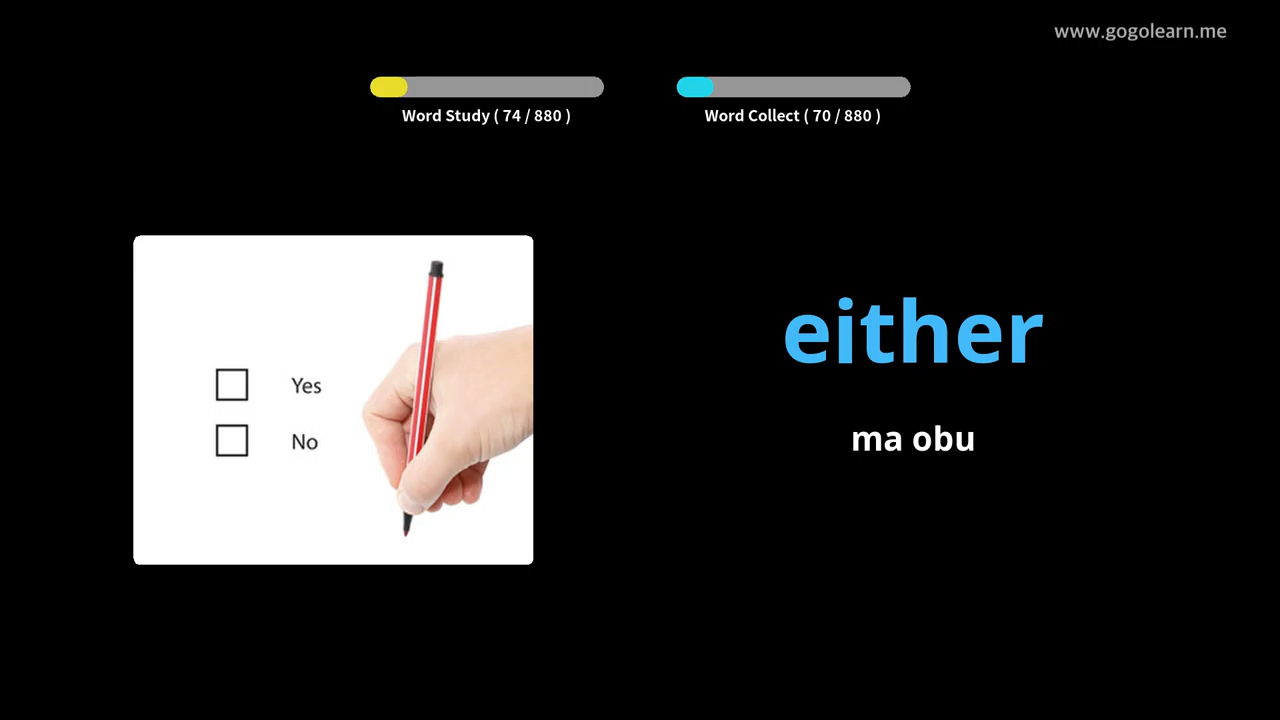 www.gogolearn.me
Word Study ( 74 / 880 )
Word Collect ( 70 / 880 )
Yes
No
either
ma obu